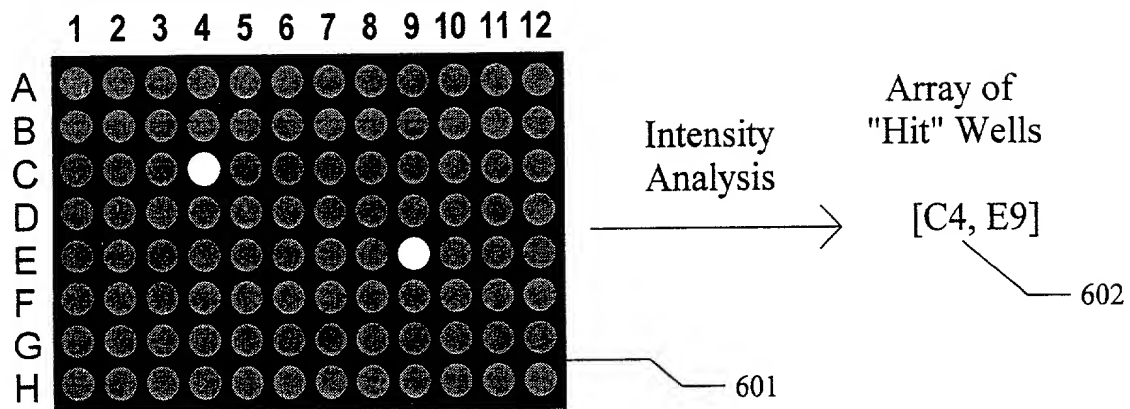 1 2 3 4 5 6 7 8 9 10 11 12
A
B
C
D
E
F
G
H
Intensity
Analysis
Array of
"Hit" Wells
[C4, E9]
602
601